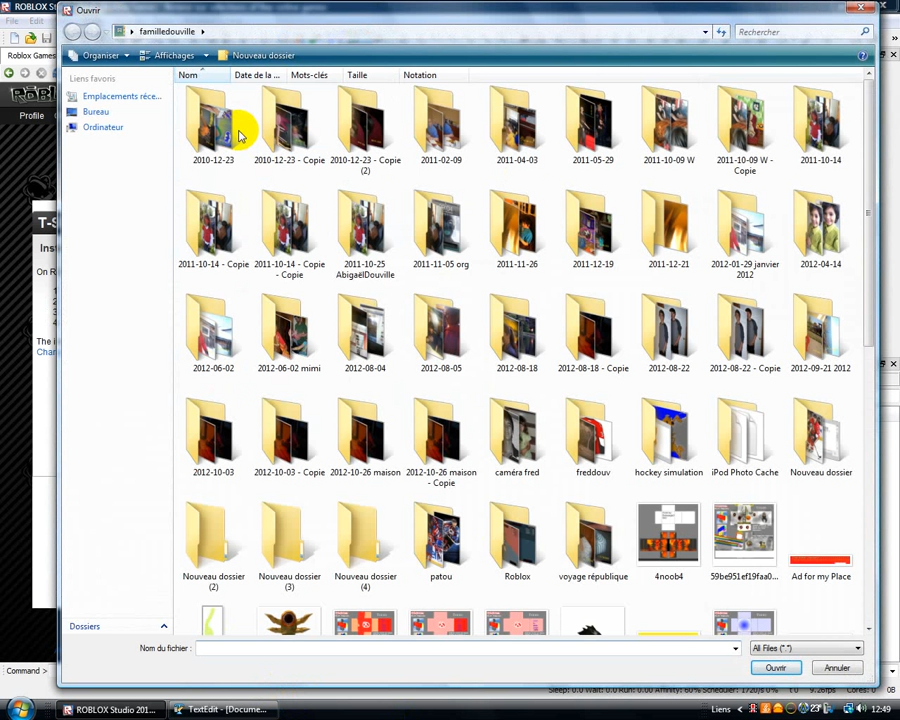 ROBLOX Stu
Ouvrir
File
famillledouville
Rechercher
Organiser
Affichages
Nouveau dossier
Roblox Games
Liens favoris
Emplacements réce...
Bureau
Ordinateur
Nom
Date de la ...
Mots-clés
Taille
Notation
Profile
2010-12-23
2010-12-23 - Copie
2010-12-23 - Copie (2)
2011-02-09
2011-04-03
2011-05-29
2011-10-09 W
2011-10-09 W - Copie
2011-10-14
2011-10-14 - Copie
2011-10-14 - Copie - Copie
2011-10-25 AbigaëlDouville
2011-11-05 org
2011-11-26
2011-12-19
2011-12-21
2012-01-29 janvier 2012
2012-04-14
2012-06-02
2012-06-02 mimi
2012-08-04
2012-08-05
2012-08-18
2012-08-18 - Copie
2012-08-22
2012-08-22 - Copie
2012-09-21 2012
2012-10-03
2012-10-03 - Copie
2012-10-26 maison
2012-10-26 maison - Copie
caméra fred
freddouv
hockey simulation
iPod Photo Cache
Nouveau dossier
Nouveau dossier (2)
Nouveau dossier (3)
Nouveau dossier (4)
patou
Roblox
voyage république
4noob4
59be951ef19faa0...
Ad for my Place
T-S
Inst
On R
The i
Chan
Dossiers
Nom du fichier :
All Files (*.*)
Ouvrir
Annuler
Command >
Sleep: 0. Wait: 0. Run: 0.00. Affinity: 60% Scheduler: 1720/s 0%
9.26fps
Cores: 0
ROBLOX Studio 201...
TextEdit - [Docume...
Liens
23°
12:49